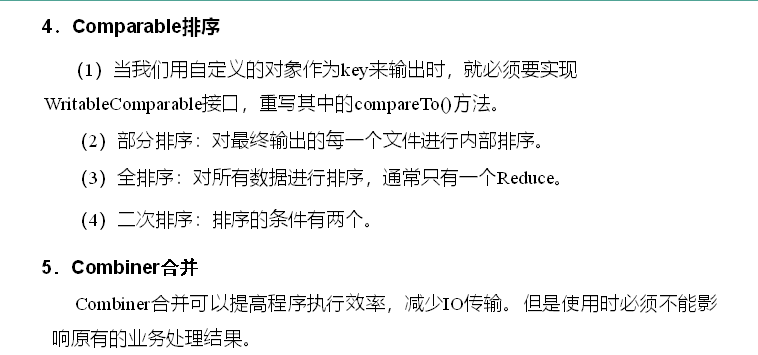 4．Comparable排序
（1）当我们用自定义的对象作为key来输出时，就必须要实现
WritableComparable接口，重写其中的compareTo()方法。
（2）部分排序：对最终输出的每一个文件进行内部排序。
（3）全排序：对所有数据进行排序，通常只有一个Reduce。
（4）二次排序：排序的条件有两个。
5．Combiner合并
Combiner合并可以提高程序执行效率，减少IO传输。但是使用时必须不能影
响原有的业务处理结果。